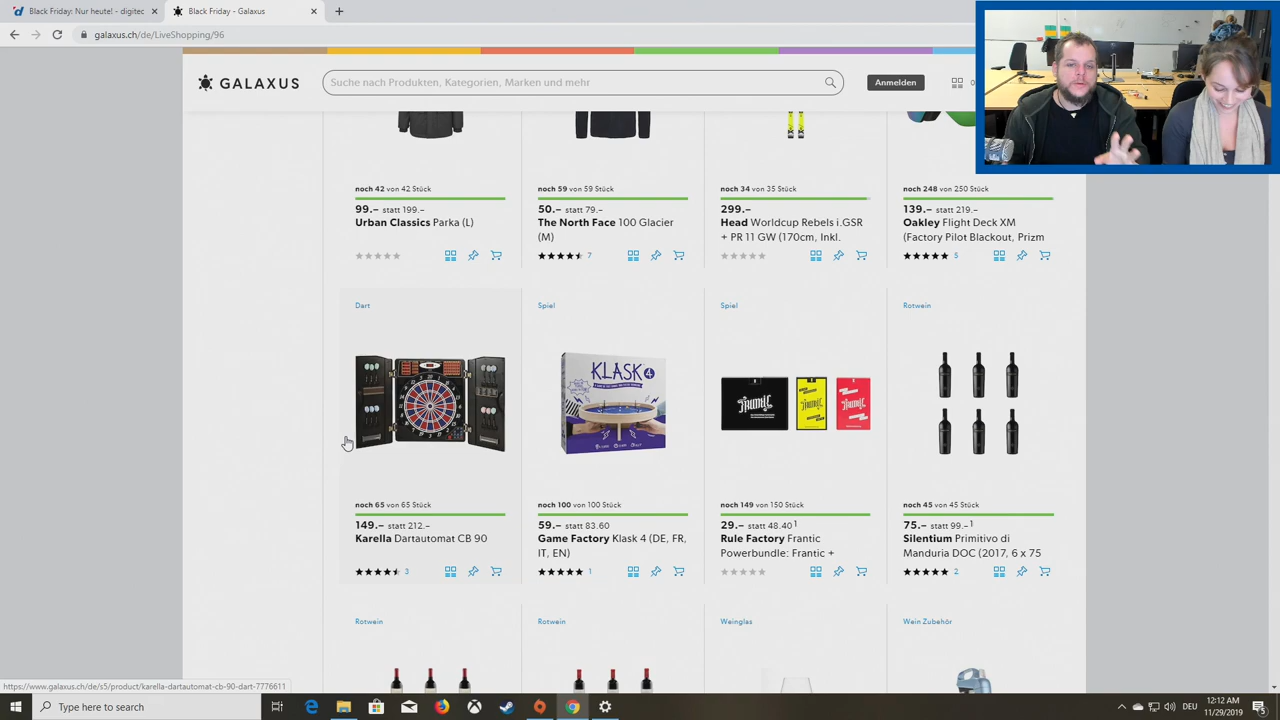 Black Friday: Nur heute! - digitec
Black Friday - Galaxus
galaxus.ch/de/LiveShopping/96
GALAXUS
Suche nach Produkten, Kategorien, Marken und mehr
Anmelden
0
noch 42 von 42 Stück
99.– statt 199.–
Urban Classics Parka (L)
noch 59 von 59 Stück
50.– statt 79.–
The North Face 100 Glacier
(M)
7
noch 34 von 35 Stück
299.–
Head Worldcup Rebels i.GSR
+ PR 11 GW (170cm, Inkl.
noch 248 von 250 Stück
139.– statt 219.–
Oakley Flight Deck XM
(Factory Pilot Blackout, Prizm
5
Dart
noch 65 von 65 Stück
149.– statt 212.–
Karella Dartautomat CB 90
3
Spiel
KLASK 4
noch 100 von 100 Stück
59.– statt 83.60
Game Factory Klask 4 (DE, FR,
IT, EN)
1
Spiel
noch 149 von 150 Stück
29.– statt 48.40 1
Rule Factory Frantic
Powerbundle: Frantic +
Rotwein
noch 45 von 45 Stück
75.– statt 99.– 1
Silentium Primitivo di
Manduria DOC (2017, 6 x 75
2
Rotwein
Rotwein
Weinglas
Wein Zubehör
https://www.galaxus.ch/de/s5/product/karella-dartautomat-cb-90-dart-7776611
Type here to search
DEU
12:12 AM
11/29/2019
5